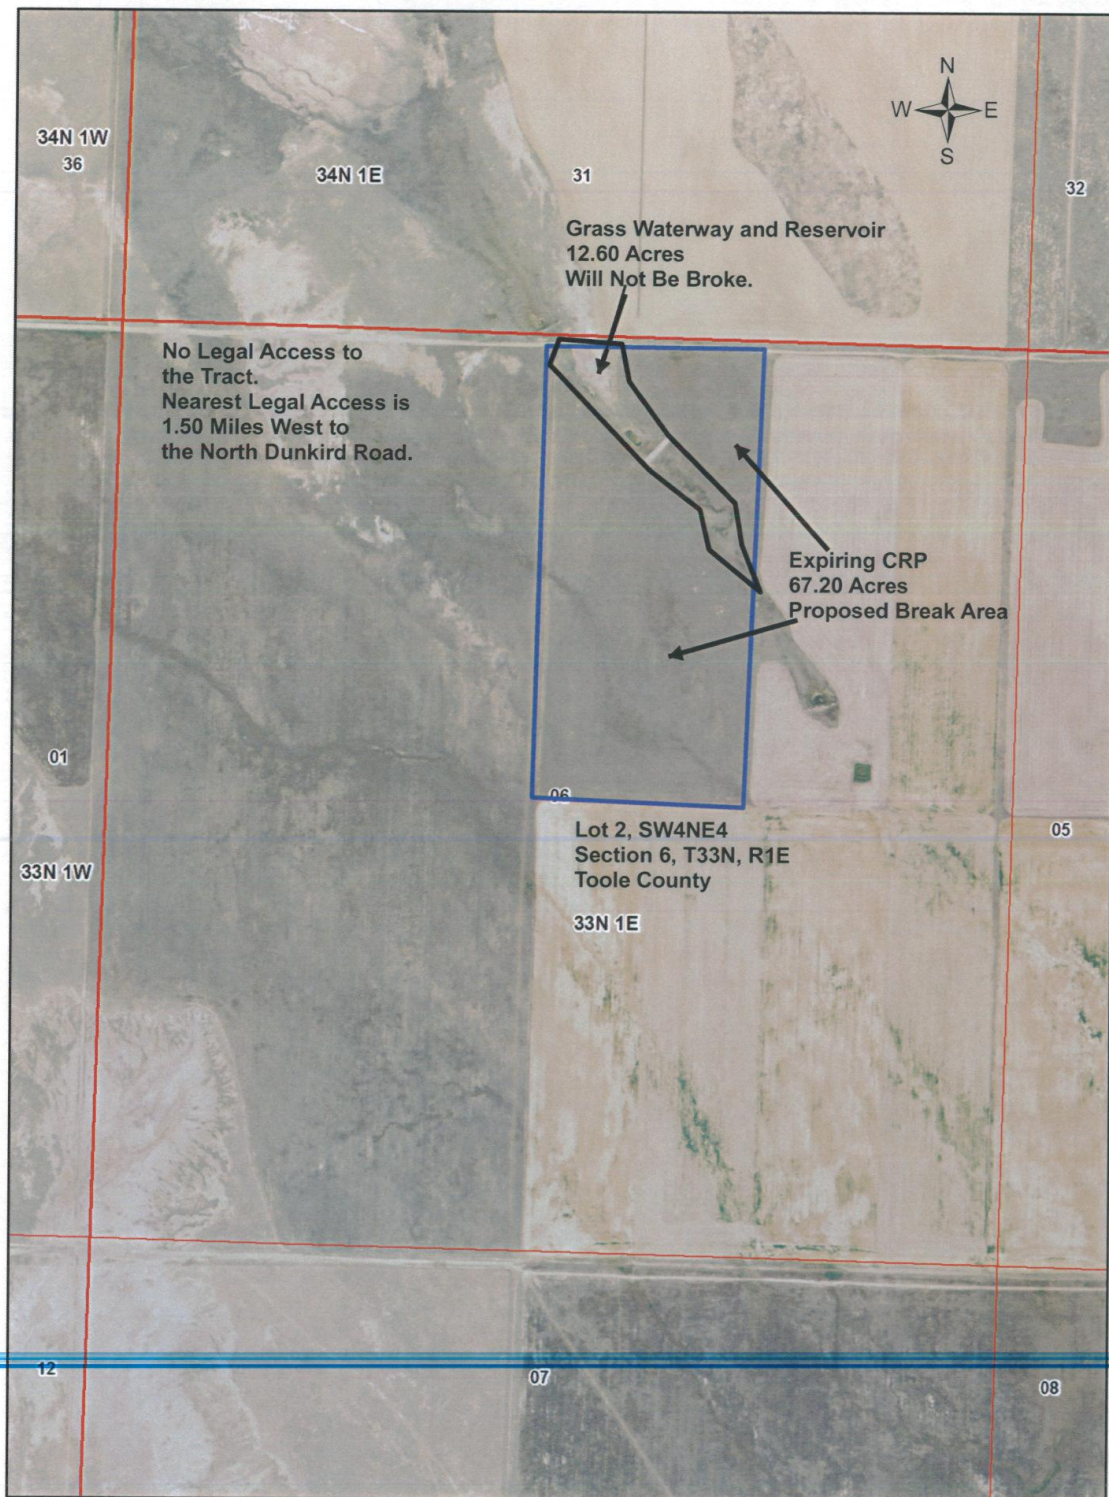 N
W E
S
34N 1W
36
34N 1E
31
32
Grass Waterway and Reservoir
12.60 Acres
Will Not Be Broke.
No Legal Access to
the Tract.
Nearest Legal Access is
1.50 Miles West to
the North Dunkird Road.
Expiring CRP
67.20 Acres
Proposed Break Area
01
06
Lot 2, SW4NE4
Section 6, T33N, R1E
Toole County
05
33N 1W
33N 1E
12
07
08